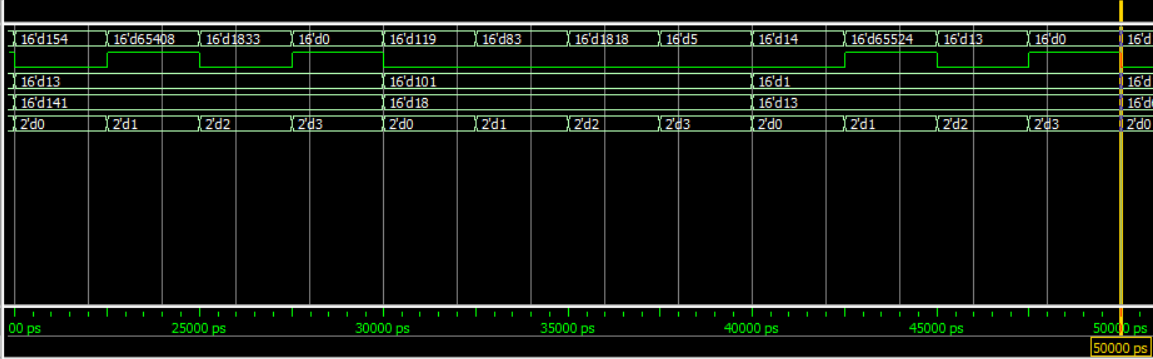 16'd154 16'd65408 16'd1833 16'd0 16'd119 16'd83 16'd1818 16'd5 16'd14 16'd65524 16'd13 16'd0 16'd
16'd13 16'd101 16'd1 16'd
16'd141 16'd18 16'd13 16'd
2'd0 2'd1 2'd2 2'd3 2'd0 2'd1 2'd2 2'd3 2'd0 2'd1 2'd2 2'd3 2'd0
00 ps 25000 ps 30000 ps 35000 ps 40000 ps 45000 ps 50000 ps
50000 ps